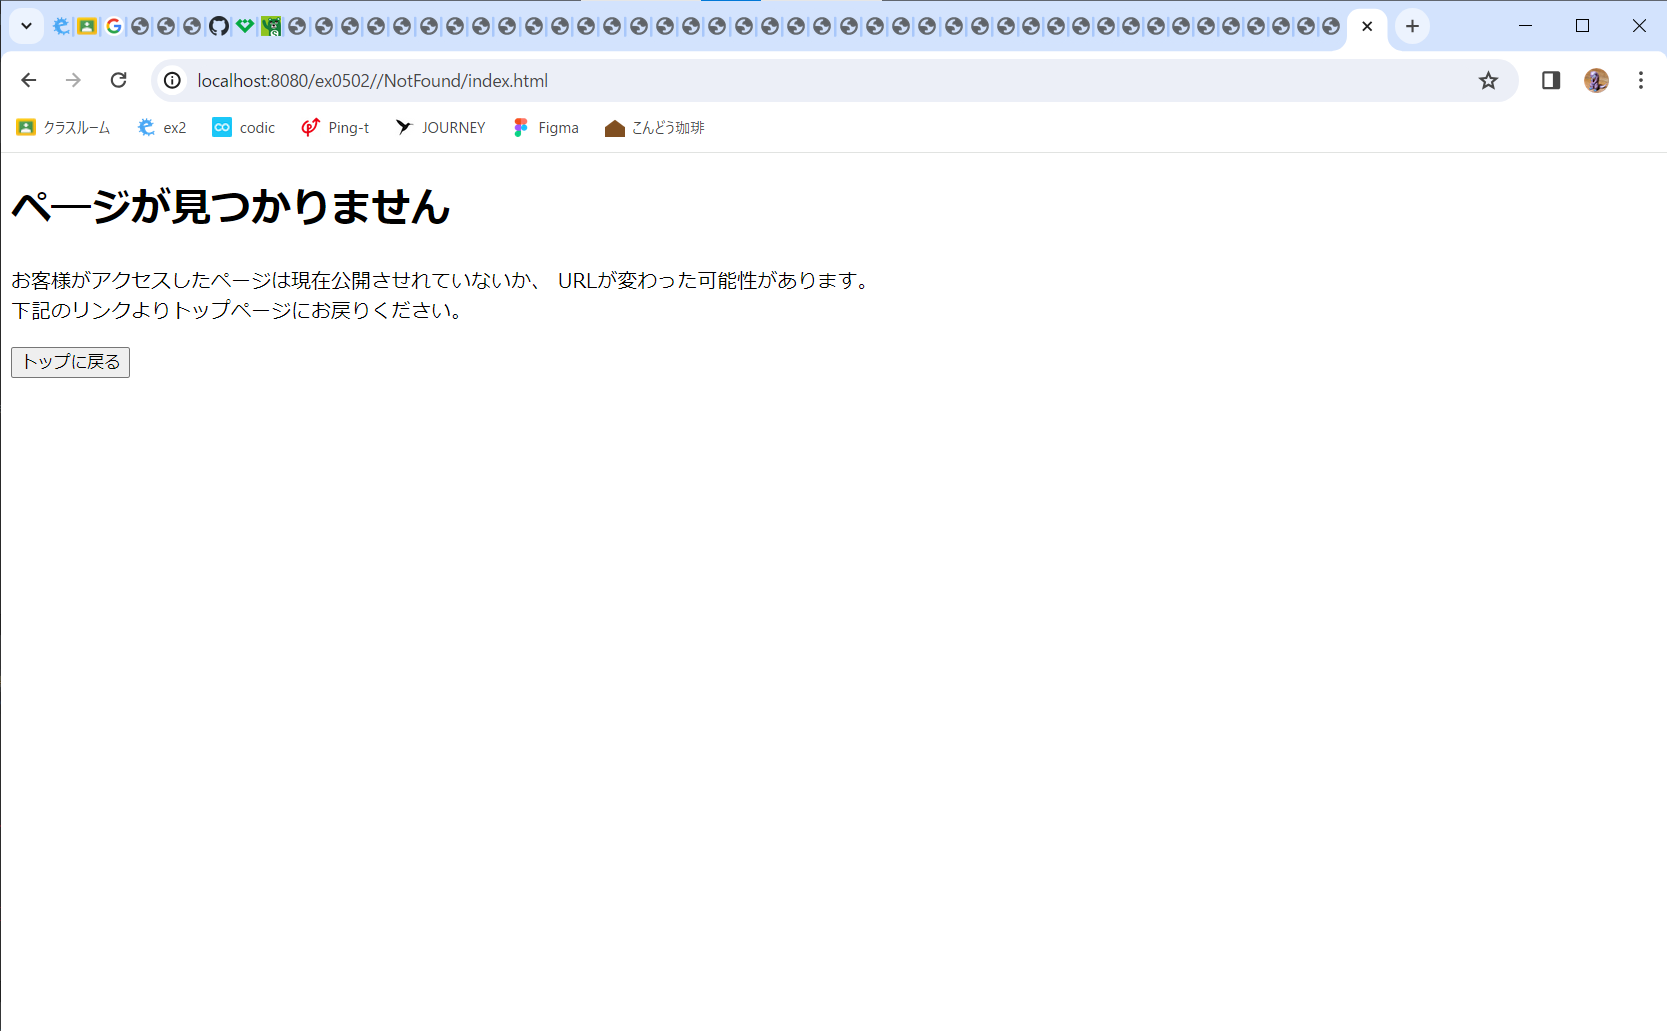 localhost:8080/ex0502//NotFound/index.html
クラスルーム ex2 codic Ping-t JOURNEY Figma こんどう珈琲
ページが見つかりません
お客様がアクセスしたページは現在公開させれていないか、 URLが変わった可能性があります。
下記のリンクよりトップページにお戻りください。
トップに戻る